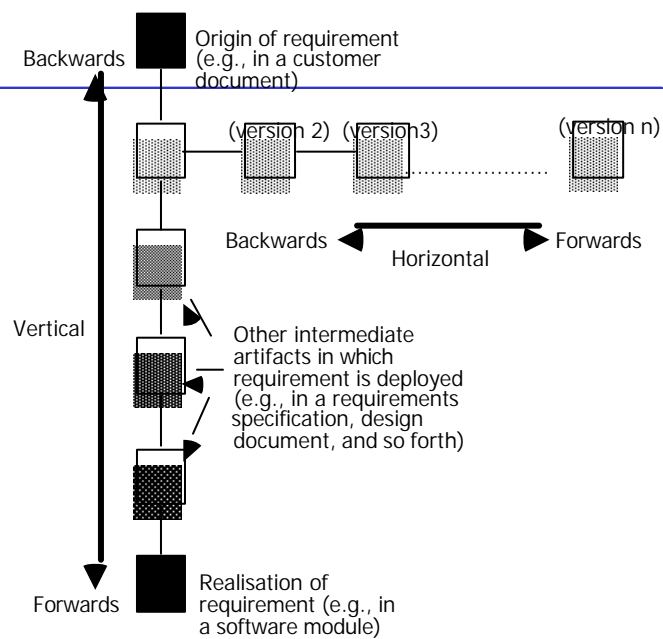 Origin of requirement
Backwards
(e.g., in a customer
document)
(version 2) (version3) (version n)
Backwards
Forwards
Horizontal
Vertical
Other intermediate
artifacts in which
requirement is deployed
(e.g., in a requirements
specification, design
document, and so forth)
Realisation of
Forwards
requirement (e.g., in
a software module)